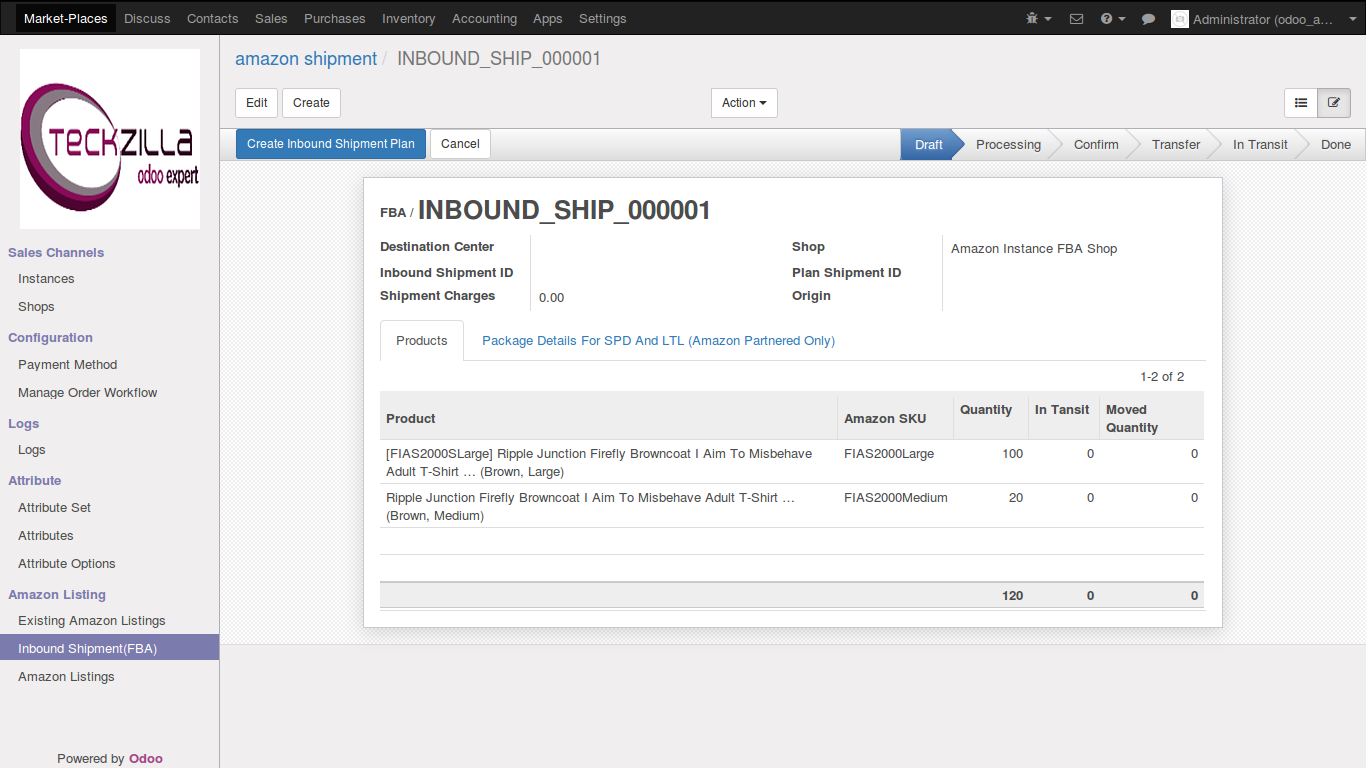 Market-Places Discuss Contacts Sales Purchases Inventory Accounting Apps Settings Administrator (odoo_a...
TECKZILLA
odoo expert
Sales Channels
Instances
Shops
Configuration
Payment Method
Manage Order Workflow
Logs
Logs
Attribute
Attribute Set
Attributes
Attribute Options
Amazon Listing
Existing Amazon Listings
Inbound Shipment(FBA)
Amazon Listings
Powered by Odoo
amazon shipment / INBOUND_SHIP_000001
Edit Create Action
Create Inbound Shipment Plan Cancel Draft Processing Confirm Transfer In Transit Done
FBA / INBOUND_SHIP_000001
Destination Center
Inbound Shipment ID
Shipment Charges 0.00
Shop Amazon Instance FBA Shop
Plan Shipment ID
Origin
Products Package Details For SPD And LTL (Amazon Partnered Only)
1-2 of 2
Product Amazon SKU Quantity In Tansit Moved
Quantity
[FIAS2000SLarge] Ripple Junction Firefly Browncoat I Aim To Misbehave FIAS2000Large 100 0 0
Adult T-Shirt … (Brown, Large)
Ripple Junction Firefly Browncoat I Aim To Misbehave Adult T-Shirt … FIAS2000Medium 20 0 0
(Brown, Medium)
120 0 0